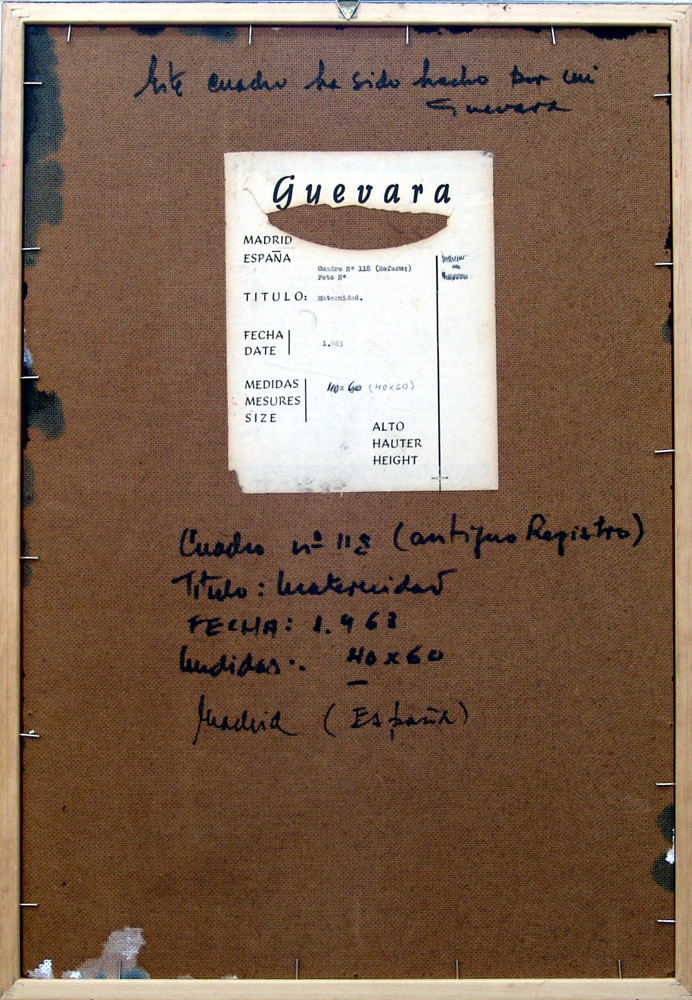 Este cuadro ha sido hecho por mi
Guevara
Guevara
MADRID
ESPAÑA
Cuadro Nº 118 (Refora:)
Foto Nº
TITULO: Maternidad.
FECHA
DATE
1.963
MEDIDAS
MESURES
SIZE
40x60 (40x60)
ALTO
HAUTER
HEIGHT
Cuadro nº 118 (antiguo Registro)
Titulo: Maternidad
FECHA: 1.963
Medidas: 40x60
Madrid (España)